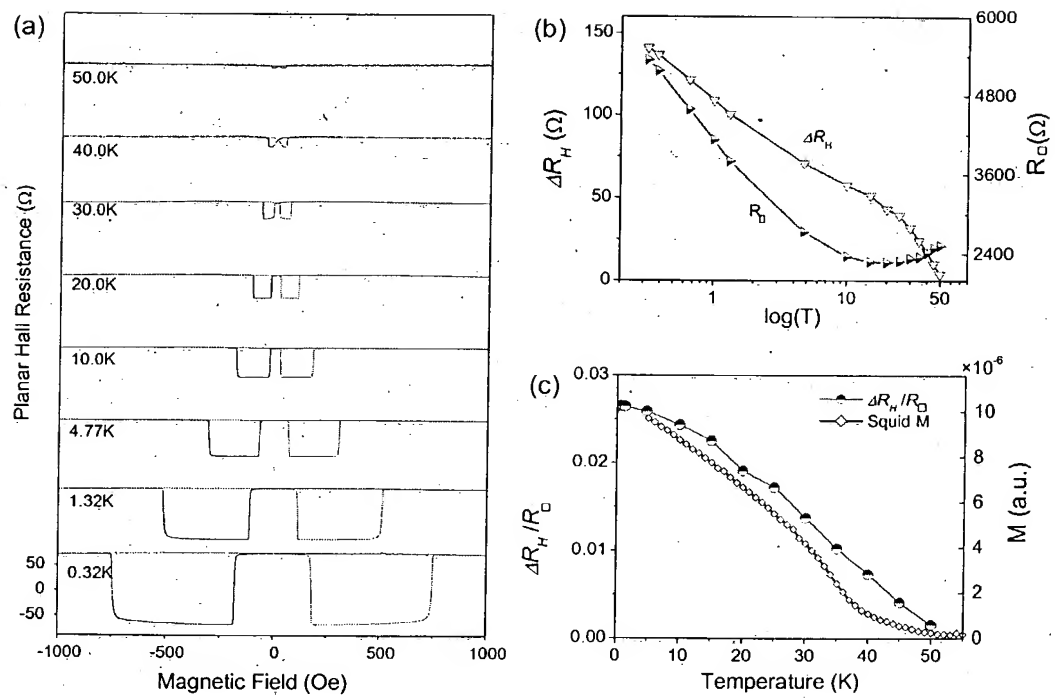 (a)
Planar Hall Resistance (Ω)
50.0K
40.0K
30.0K
20.0K
10.0K
4.77K
1.32K
0.32K
50
0
-50
-1000
-500
0
500
1000
Magnetic Field (Oe)
(b)
150
100
50
0
ΔR_H (Ω)
6000
4800
3600
2400
R□(Ω)
ΔR_H
R□
1
10
50
log(T)
(c)
×10⁻⁶
0.03
0.02
0.01
0.00
ΔR_H /R□
10
8
6
4
2
0
M (a.u.)
ΔR_H/R□
Squid M
0
10
20
30
40
50
Temperature (K)